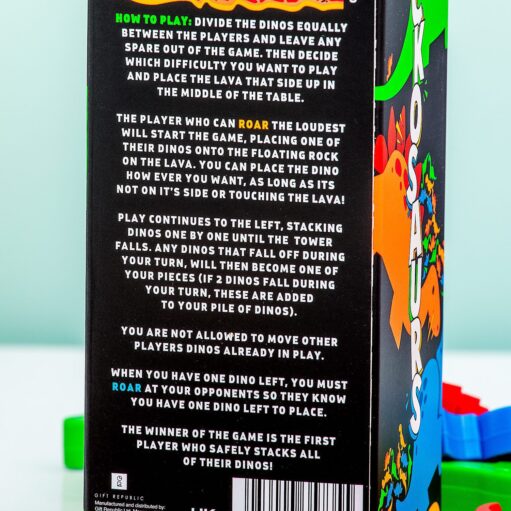 HOW TO PLAY: DIVIDE THE DINOS EQUALLY
BETWEEN THE PLAYERS AND LEAVE ANY
SPARE OUT OF THE GAME. THEN DECIDE
WHICH DIFFICULTY YOU WANT TO PLAY
AND PLACE THE LAVA THAT SIDE UP IN
THE MIDDLE OF THE TABLE.
THE PLAYER WHO CAN ROAR THE LOUDEST
WILL START THE GAME, PLACING ONE OF
THEIR DINOS ONTO THE FLOATING ROCK
ON THE LAVA. YOU CAN PLACE THE DINO
HOW EVER YOU WANT, AS LONG AS ITS
NOT ON IT'S SIDE OR TOUCHING THE LAVA!
PLAY CONTINUES TO THE LEFT, STACKING
DINOS ONE BY ONE UNTIL THE TOWER
FALLS. ANY DINOS THAT FALL OFF DURING
YOUR TURN, WILL THEN BECOME ONE OF
YOUR PIECES (IF 2 DINOS FALL DURING
YOUR TURN, THESE ARE ADDED
TO YOUR PILE OF DINOS).
YOU ARE NOT ALLOWED TO MOVE OTHER
PLAYERS DINOS ALREADY IN PLAY.
WHEN YOU HAVE ONE DINO LEFT, YOU MUST
ROAR AT YOUR OPPONENTS SO THEY KNOW
YOU HAVE ONE DINO LEFT TO PLACE.
THE WINNER OF THE GAME IS THE FIRST
PLAYER WHO SAFELY STACKS ALL
OF THEIR DINOS!
GIFT REPUBLIC
Manufactured and distributed by:
KOSAURS